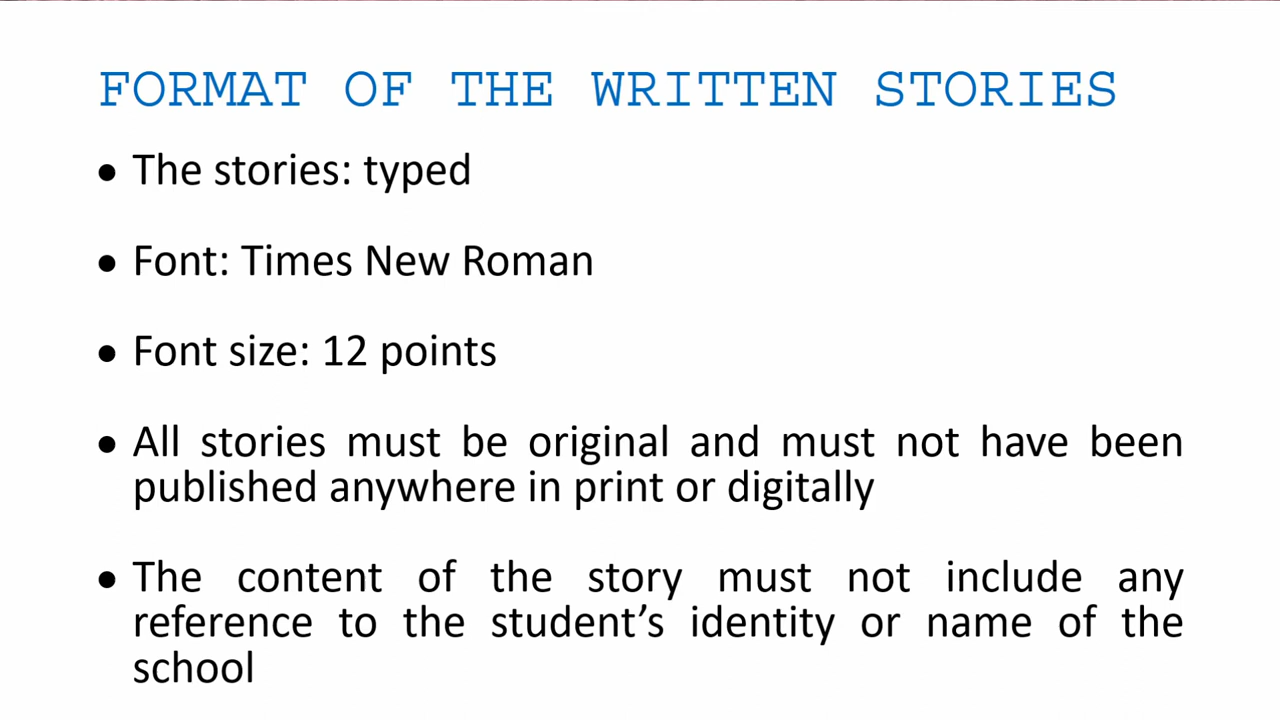 FORMAT OF THE WRITTEN STORIES
• The stories: typed
• Font: Times New Roman
• Font size: 12 points
• All stories must be original and must not have been
published anywhere in print or digitally
• The content of the story must not include any
reference to the student’s identity or name of the
school